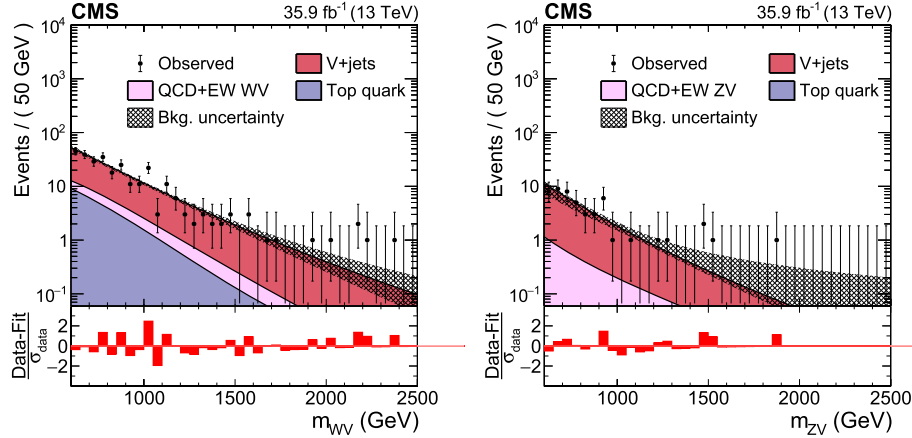 CMS 35.9 fb⁻¹ (13 TeV)
Events / ( 50 GeV )
10⁴
10³
10²
10
1
10⁻¹
Observed
V+jets
QCD+EW WV
Top quark
Bkg. uncertainty
Data-Fit
σdata
2
0
−2
1000 1500 2000 2500
mWV (GeV)
CMS 35.9 fb⁻¹ (13 TeV)
Events / ( 50 GeV )
10⁴
10³
10²
10
1
10⁻¹
Observed
V+jets
QCD+EW ZV
Top quark
Bkg. uncertainty
Data-Fit
σdata
2
0
−2
1000 1500 2000 2500
mZV (GeV)